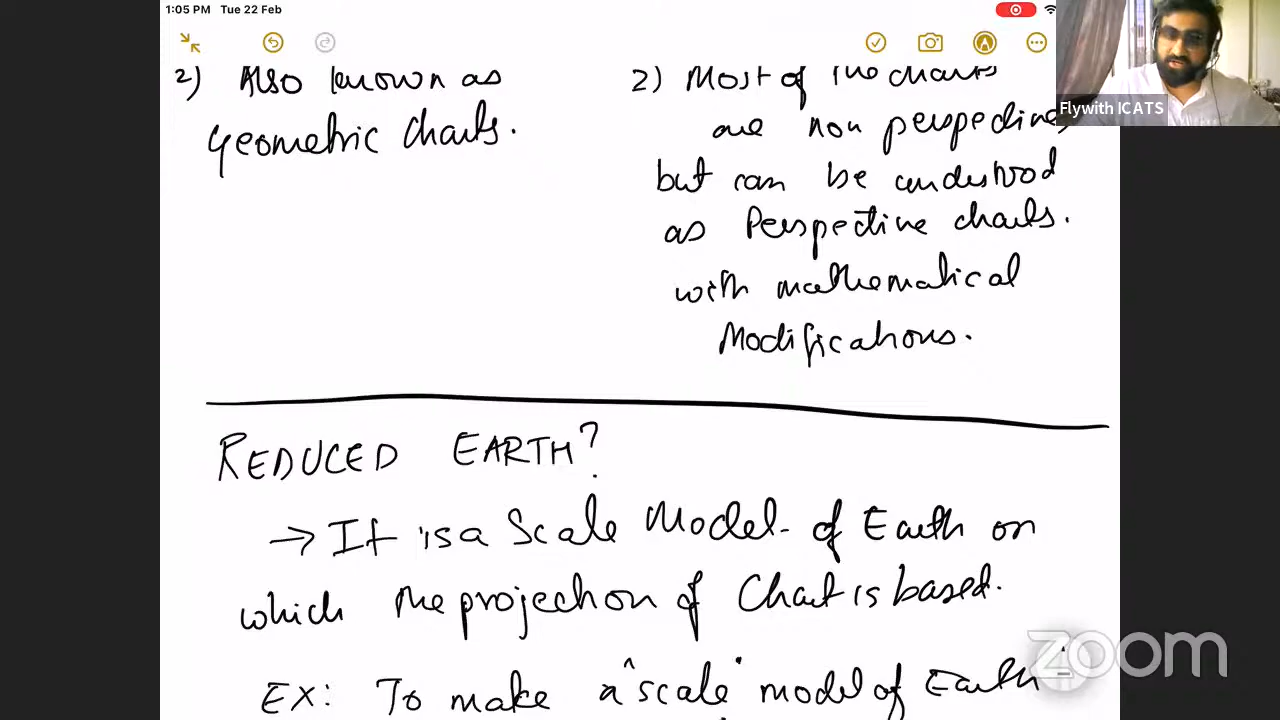 1:05 PM Tue 22 Feb
Flywith ICATS
2) Also known as
Geometric Charts.
2) Most of the charts
are non perspective
but can be understood
as Perspective charts.
with mathematical
Modifications.
REDUCED EARTH?
→ It is a Scale Model of Earth on
which the projection of Chart is based.
EX: To make a "scale" model of Earth
zoom